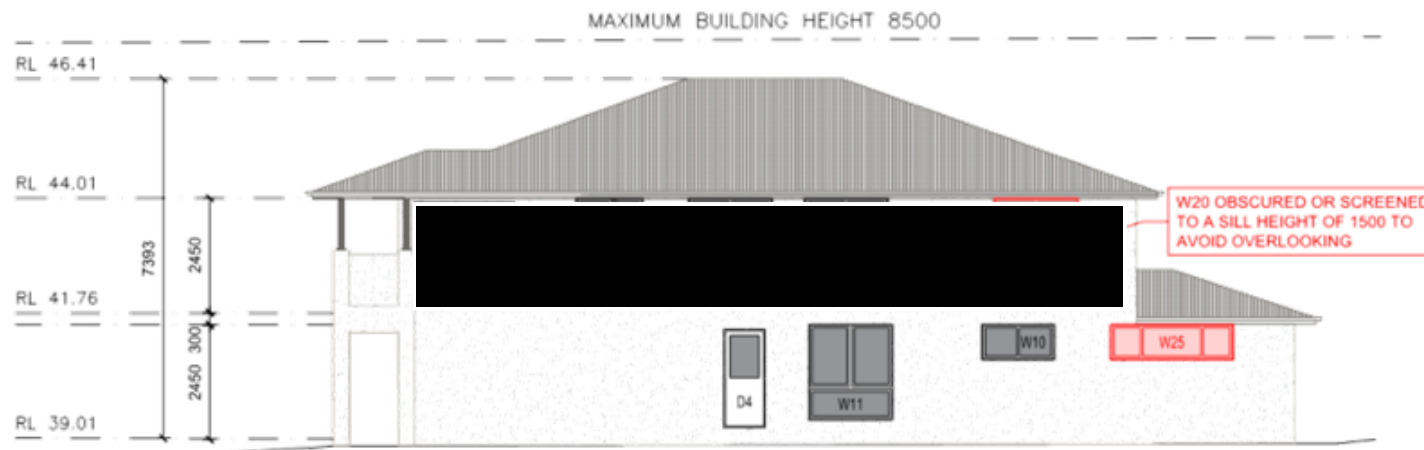 MAXIMUM BUILDING HEIGHT 8500
RL 46.41
RL 44.01
W20 OBSCURED OR SCREENED
TO A SILL HEIGHT OF 1500 TO
AVOID OVERLOOKING
7393
2450
RL 41.76
300
2450
D4
W11
W10
W25
RL 39.01